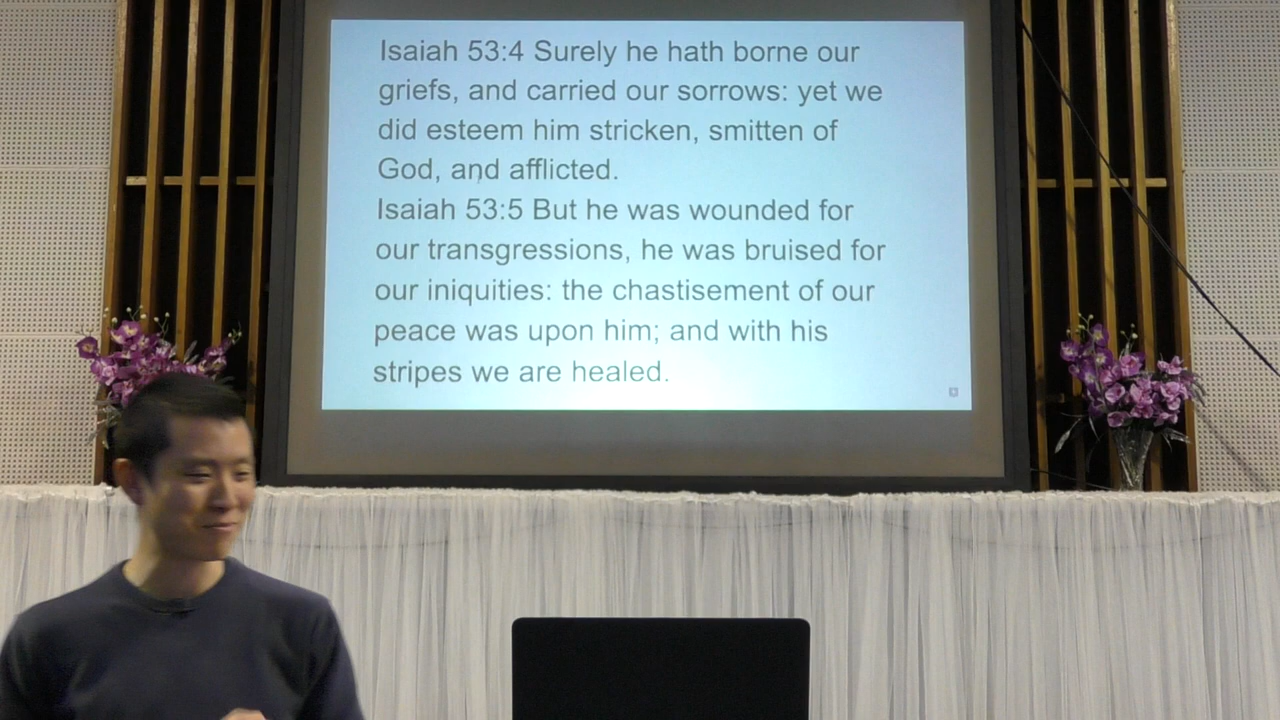 Isaiah 53:4 Surely he hath borne our
griefs, and carried our sorrows: yet we
did esteem him stricken, smitten of
God, and afflicted.
Isaiah 53:5 But he was wounded for
our transgressions, he was bruised for
our iniquities: the chastisement of our
peace was upon him; and with his
stripes we are healed.